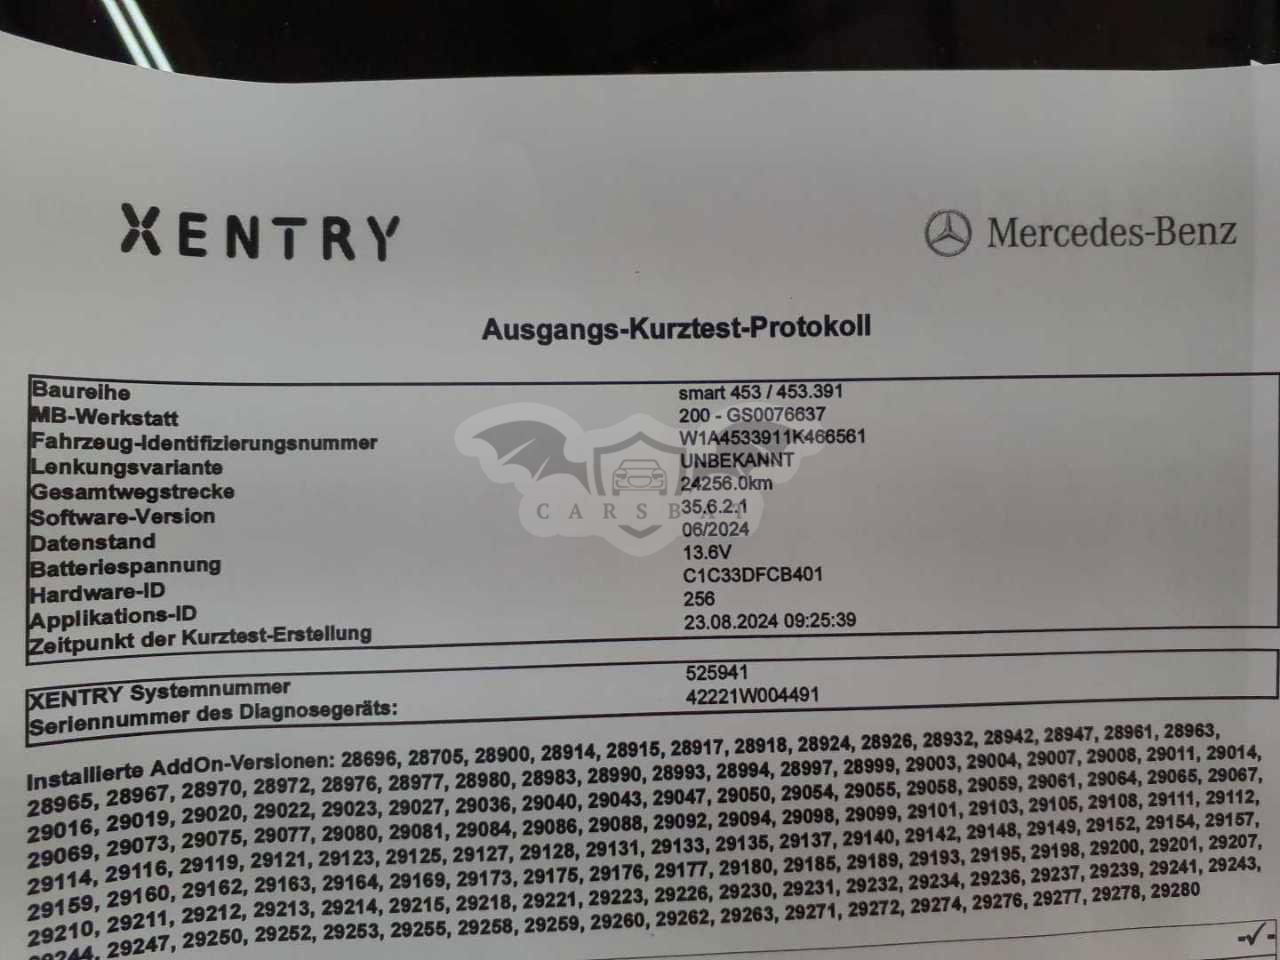 XENTRY
Mercedes-Benz
Ausgangs-Kurztest-Protokoll
Baureihe smart 453 / 453.391
MB-Werkstatt 200 - GS0076637
Fahrzeug-Identifizierungsnummer W1A4533911K466561
Lenkungsvariante UNBEKANNT
Gesamtwegstrecke 24256.0km
Software-Version 35.6.2.1
Datenstand 06/2024
Batteriespannung 13.6V
Hardware-ID C1C33DFCB401
Applikations-ID 256
Zeitpunkt der Kurztest-Erstellung 23.08.2024 09:25:39
CARSBAT
XENTRY Systemnummer 525941
Seriennummer des Diagnosegeräts: 42221W004491
Installierte AddOn-Versionen: 28696, 28705, 28900, 28914, 28915, 28917, 28918, 28924, 28926, 28932, 28942, 28947, 28961, 28963,
28965, 28967, 28970, 28972, 28976, 28977, 28980, 28983, 28990, 28993, 28994, 28997, 28999, 29003, 29004, 29007, 29008, 29011, 29014,
29016, 29019, 29020, 29022, 29023, 29027, 29036, 29040, 29043, 29047, 29050, 29054, 29055, 29058, 29059, 29061, 29064, 29065, 29067,
29069, 29073, 29075, 29077, 29080, 29081, 29084, 29086, 29088, 29092, 29094, 29098, 29099, 29101, 29103, 29105, 29108, 29111, 29112,
29114, 29116, 29119, 29121, 29123, 29125, 29127, 29128, 29131, 29133, 29135, 29137, 29140, 29142, 29148, 29149, 29152, 29154, 29157,
29159, 29160, 29162, 29163, 29164, 29169, 29173, 29175, 29176, 29177, 29180, 29185, 29189, 29193, 29195, 29198, 29200, 29201, 29207,
29210, 29211, 29212, 29213, 29214, 29215, 29218, 29221, 29223, 29226, 29230, 29231, 29232, 29234, 29236, 29237, 29239, 29241, 29243,
29244, 29247, 29250, 29252, 29253, 29255, 29258, 29259, 29260, 29262, 29263, 29271, 29272, 29274, 29276, 29277, 29278, 29280
-✓-